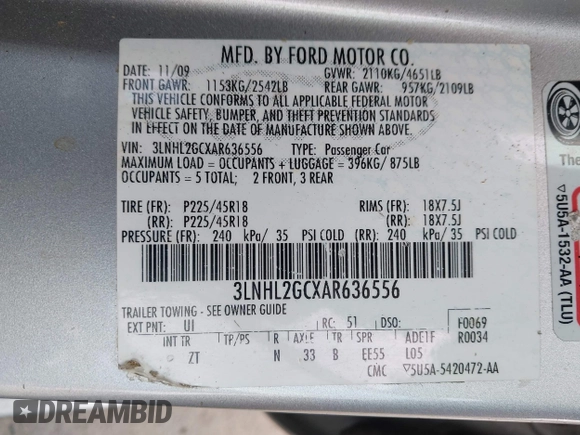 MFD. BY FORD MOTOR CO.
DATE: 11/09 GVWR: 2110KG/4651LB
FRONT GAWR: 1153KG/2542LB REAR GAWR: 957KG/2109LB
THIS VEHICLE CONFORMS TO ALL APPLICABLE FEDERAL MOTOR
VEHICLE SAFETY, BUMPER, AND THEFT PREVENTION STANDARDS
IN EFFECT ON THE DATE OF MANUFACTURE SHOWN ABOVE.
VIN: 3LNHL2GCXAR636556 TYPE: Passenger Car
MAXIMUM LOAD = OCCUPANTS + LUGGAGE = 396KG/ 875LB
OCCUPANTS = 5 TOTAL; 2 FRONT, 3 REAR
TIRE (FR): P225/45R18 RIMS (FR): 18X7.5J
(RR): P225/45R18 (RR): 18X7.5J
PRESSURE (FR): 240 kPa/ 35 PSI COLD (RR): 240 kPa/ 35 PSI COLD
3LNHL2GCXAR636556
TRAILER TOWING - SEE OWNER GUIDE
EXT PNT: UI RC: 51 DSO: F0069
INT TR TP/PS R AXLE TR SPR ADE1F R0034
ZT N 33 B EE55 L05
CMC ▽5U5A-5420472-AA
The
▽5U5A-1532-AA (TLU)
DREAMBID